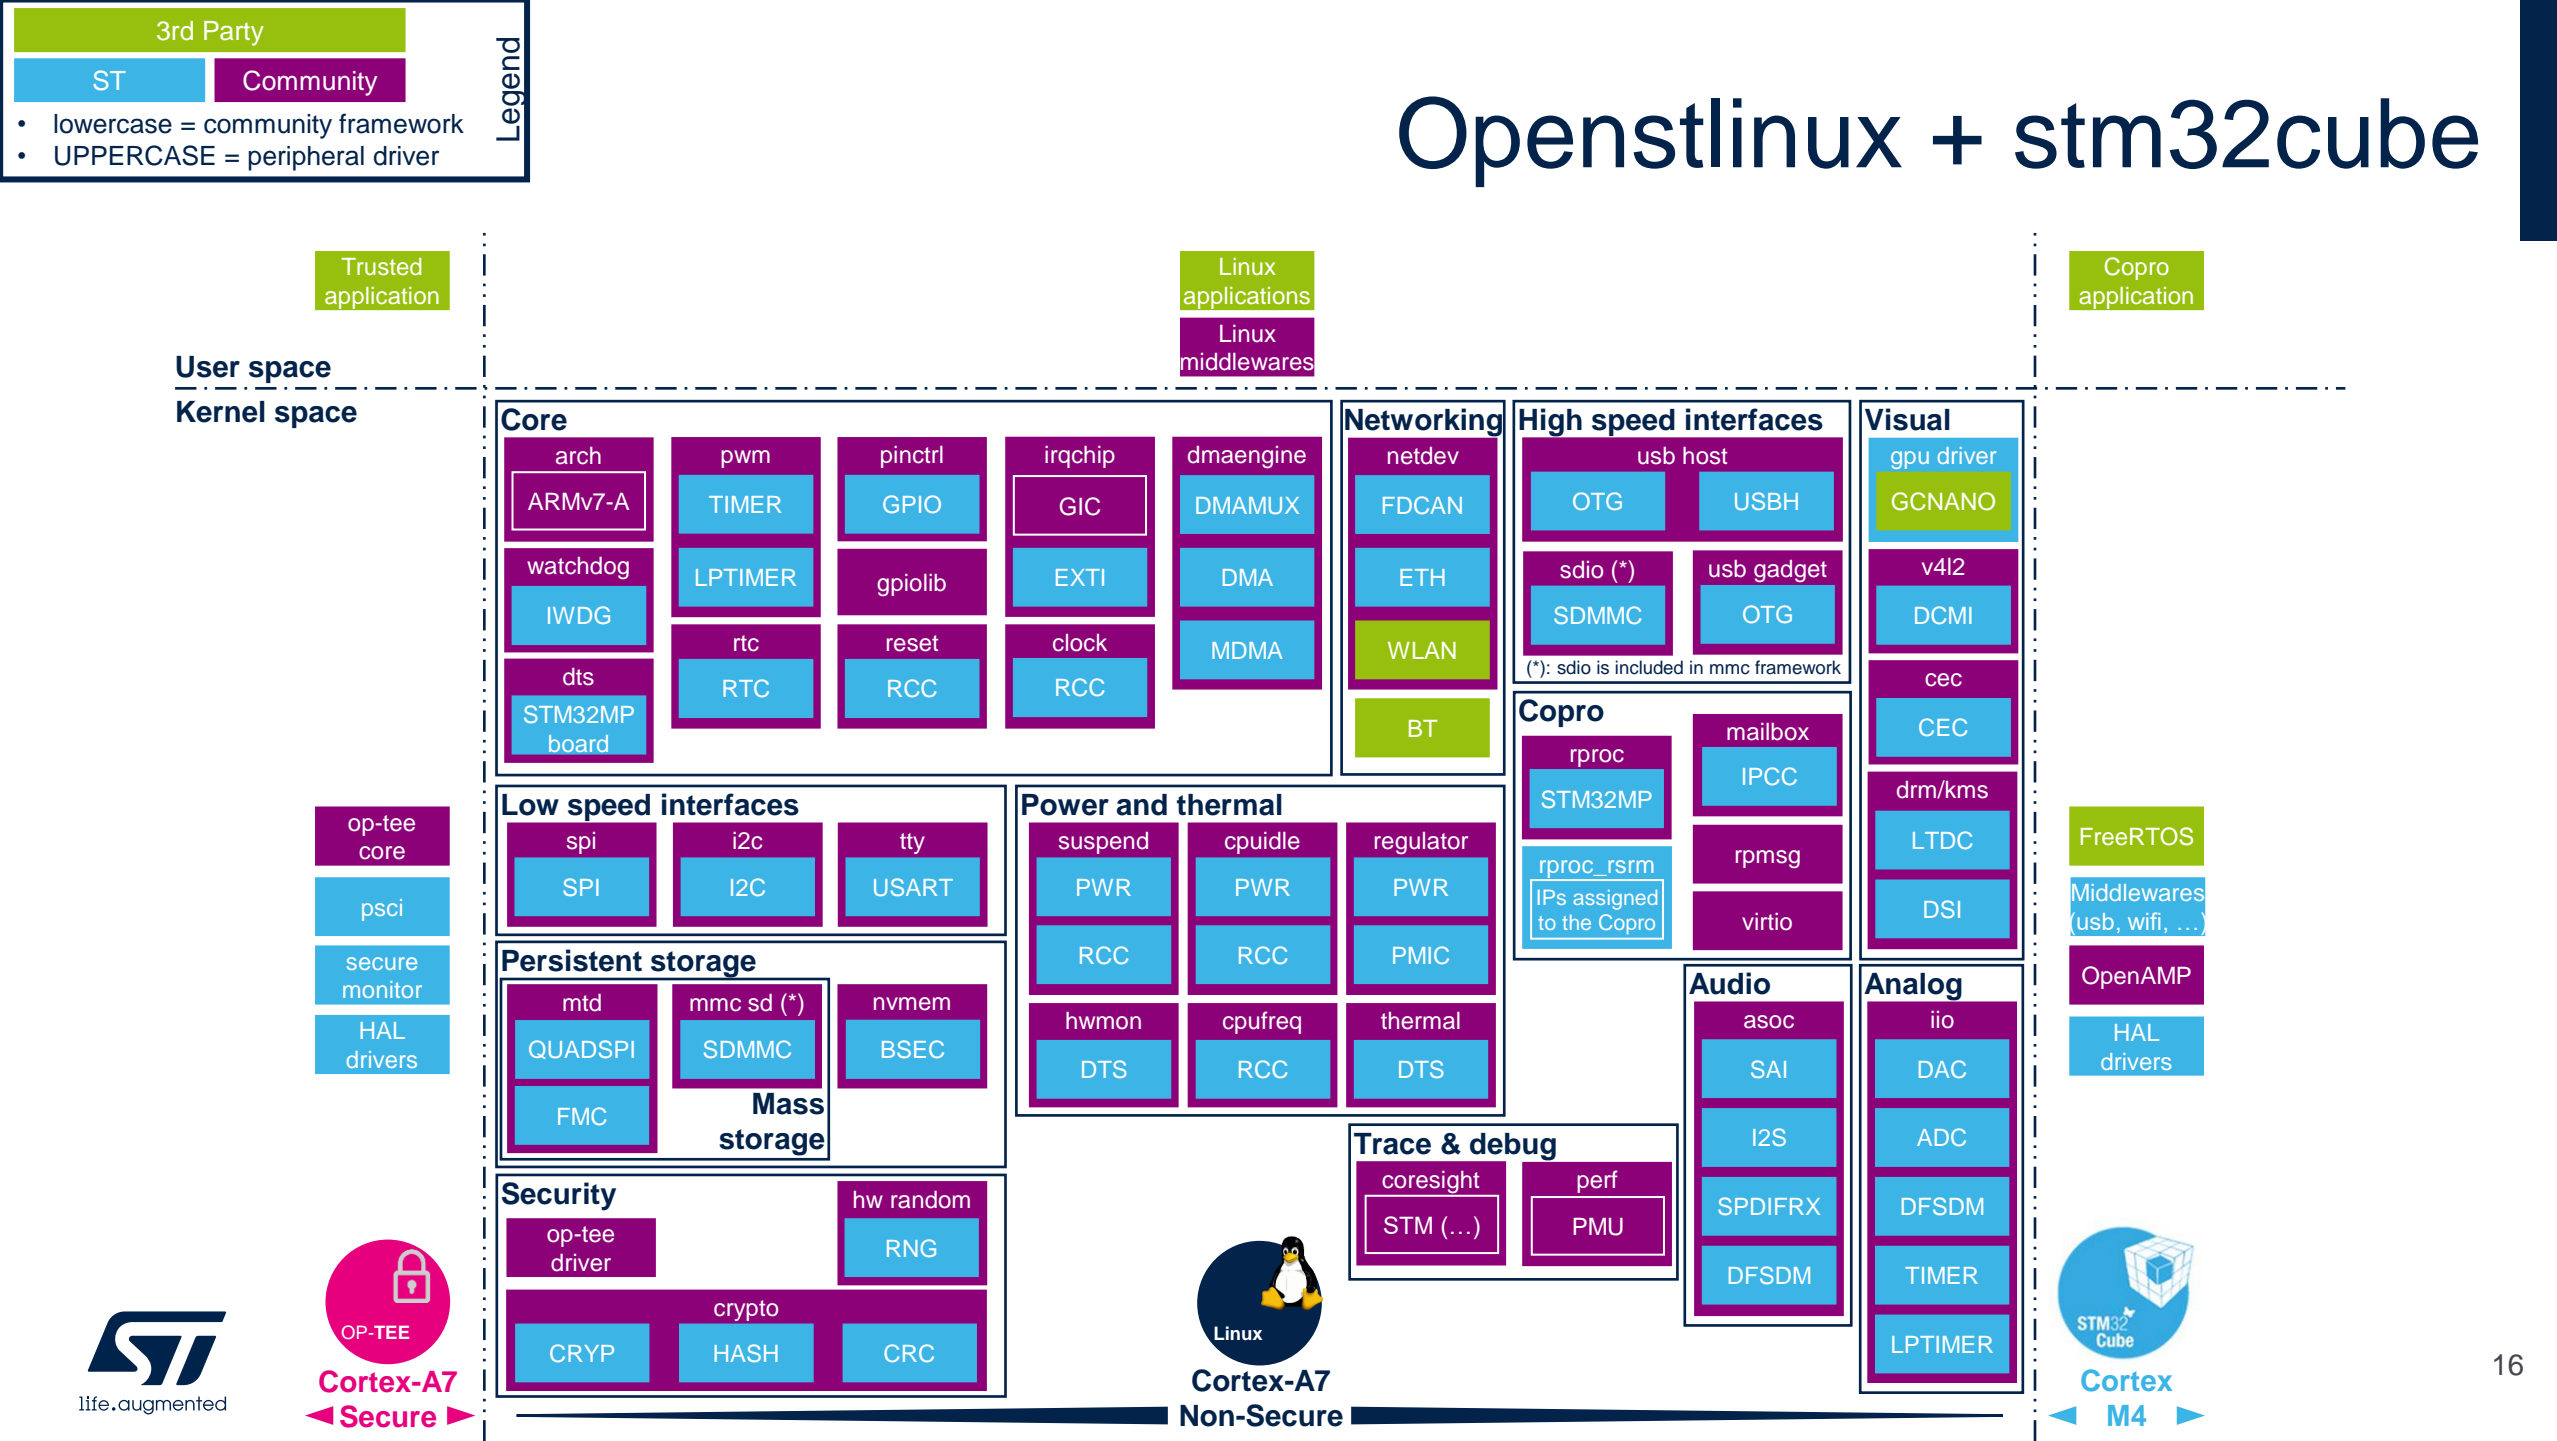 3rd Party
ST
Community
Legend
• lowercase = community framework
• UPPERCASE = peripheral driver
Openstlinux + stm32cube
Trusted
application
Linux
applications
Linux
middlewares
Copro
application
User space
Kernel space
Core
arch
ARMv7-A
watchdog
IWDG
dts
STM32MP
board
pwm
TIMER
LPTIMER
rtc
RTC
pinctrl
GPIO
gpiolib
reset
RCC
irqchip
GIC
EXTI
clock
RCC
dmaengine
DMAMUX
DMA
MDMA
Networking
netdev
FDCAN
ETH
WLAN
BT
High speed interfaces
usb host
OTG
USBH
sdio (*)
SDMMC
usb gadget
OTG
(*): sdio is included in mmc framework
Visual
gpu driver
GCNANO
v4l2
DCMI
cec
CEC
drm/kms
LTDC
DSI
Copro
rproc
STM32MP
rproc_rsrm
IPs assigned
to the Copro
mailbox
IPCC
rpmsg
virtio
op-tee
core
psci
secure
monitor
HAL
drivers
Low speed interfaces
spi
SPI
i2c
I2C
tty
USART
Power and thermal
suspend
PWR
RCC
cpuidle
PWR
RCC
regulator
PWR
PMIC
hwmon
DTS
cpufreq
RCC
thermal
DTS
Persistent storage
mtd
QUADSPI
FMC
mmc sd (*)
SDMMC
Mass
storage
nvmem
BSEC
Security
op-tee
driver
hw random
RNG
crypto
CRYP
HASH
CRC
Trace & debug
coresight
STM (…)
perf
PMU
Audio
asoc
SAI
I2S
SPDIFRX
DFSDM
Analog
iio
DAC
ADC
DFSDM
TIMER
LPTIMER
FreeRTOS
Middlewares
(usb, wifi, …)
OpenAMP
HAL
drivers
ST
life.augmented
OP-TEE
Cortex-A7
Secure
Linux
Cortex-A7
Non-Secure
STM32
Cube
Cortex
M4
16